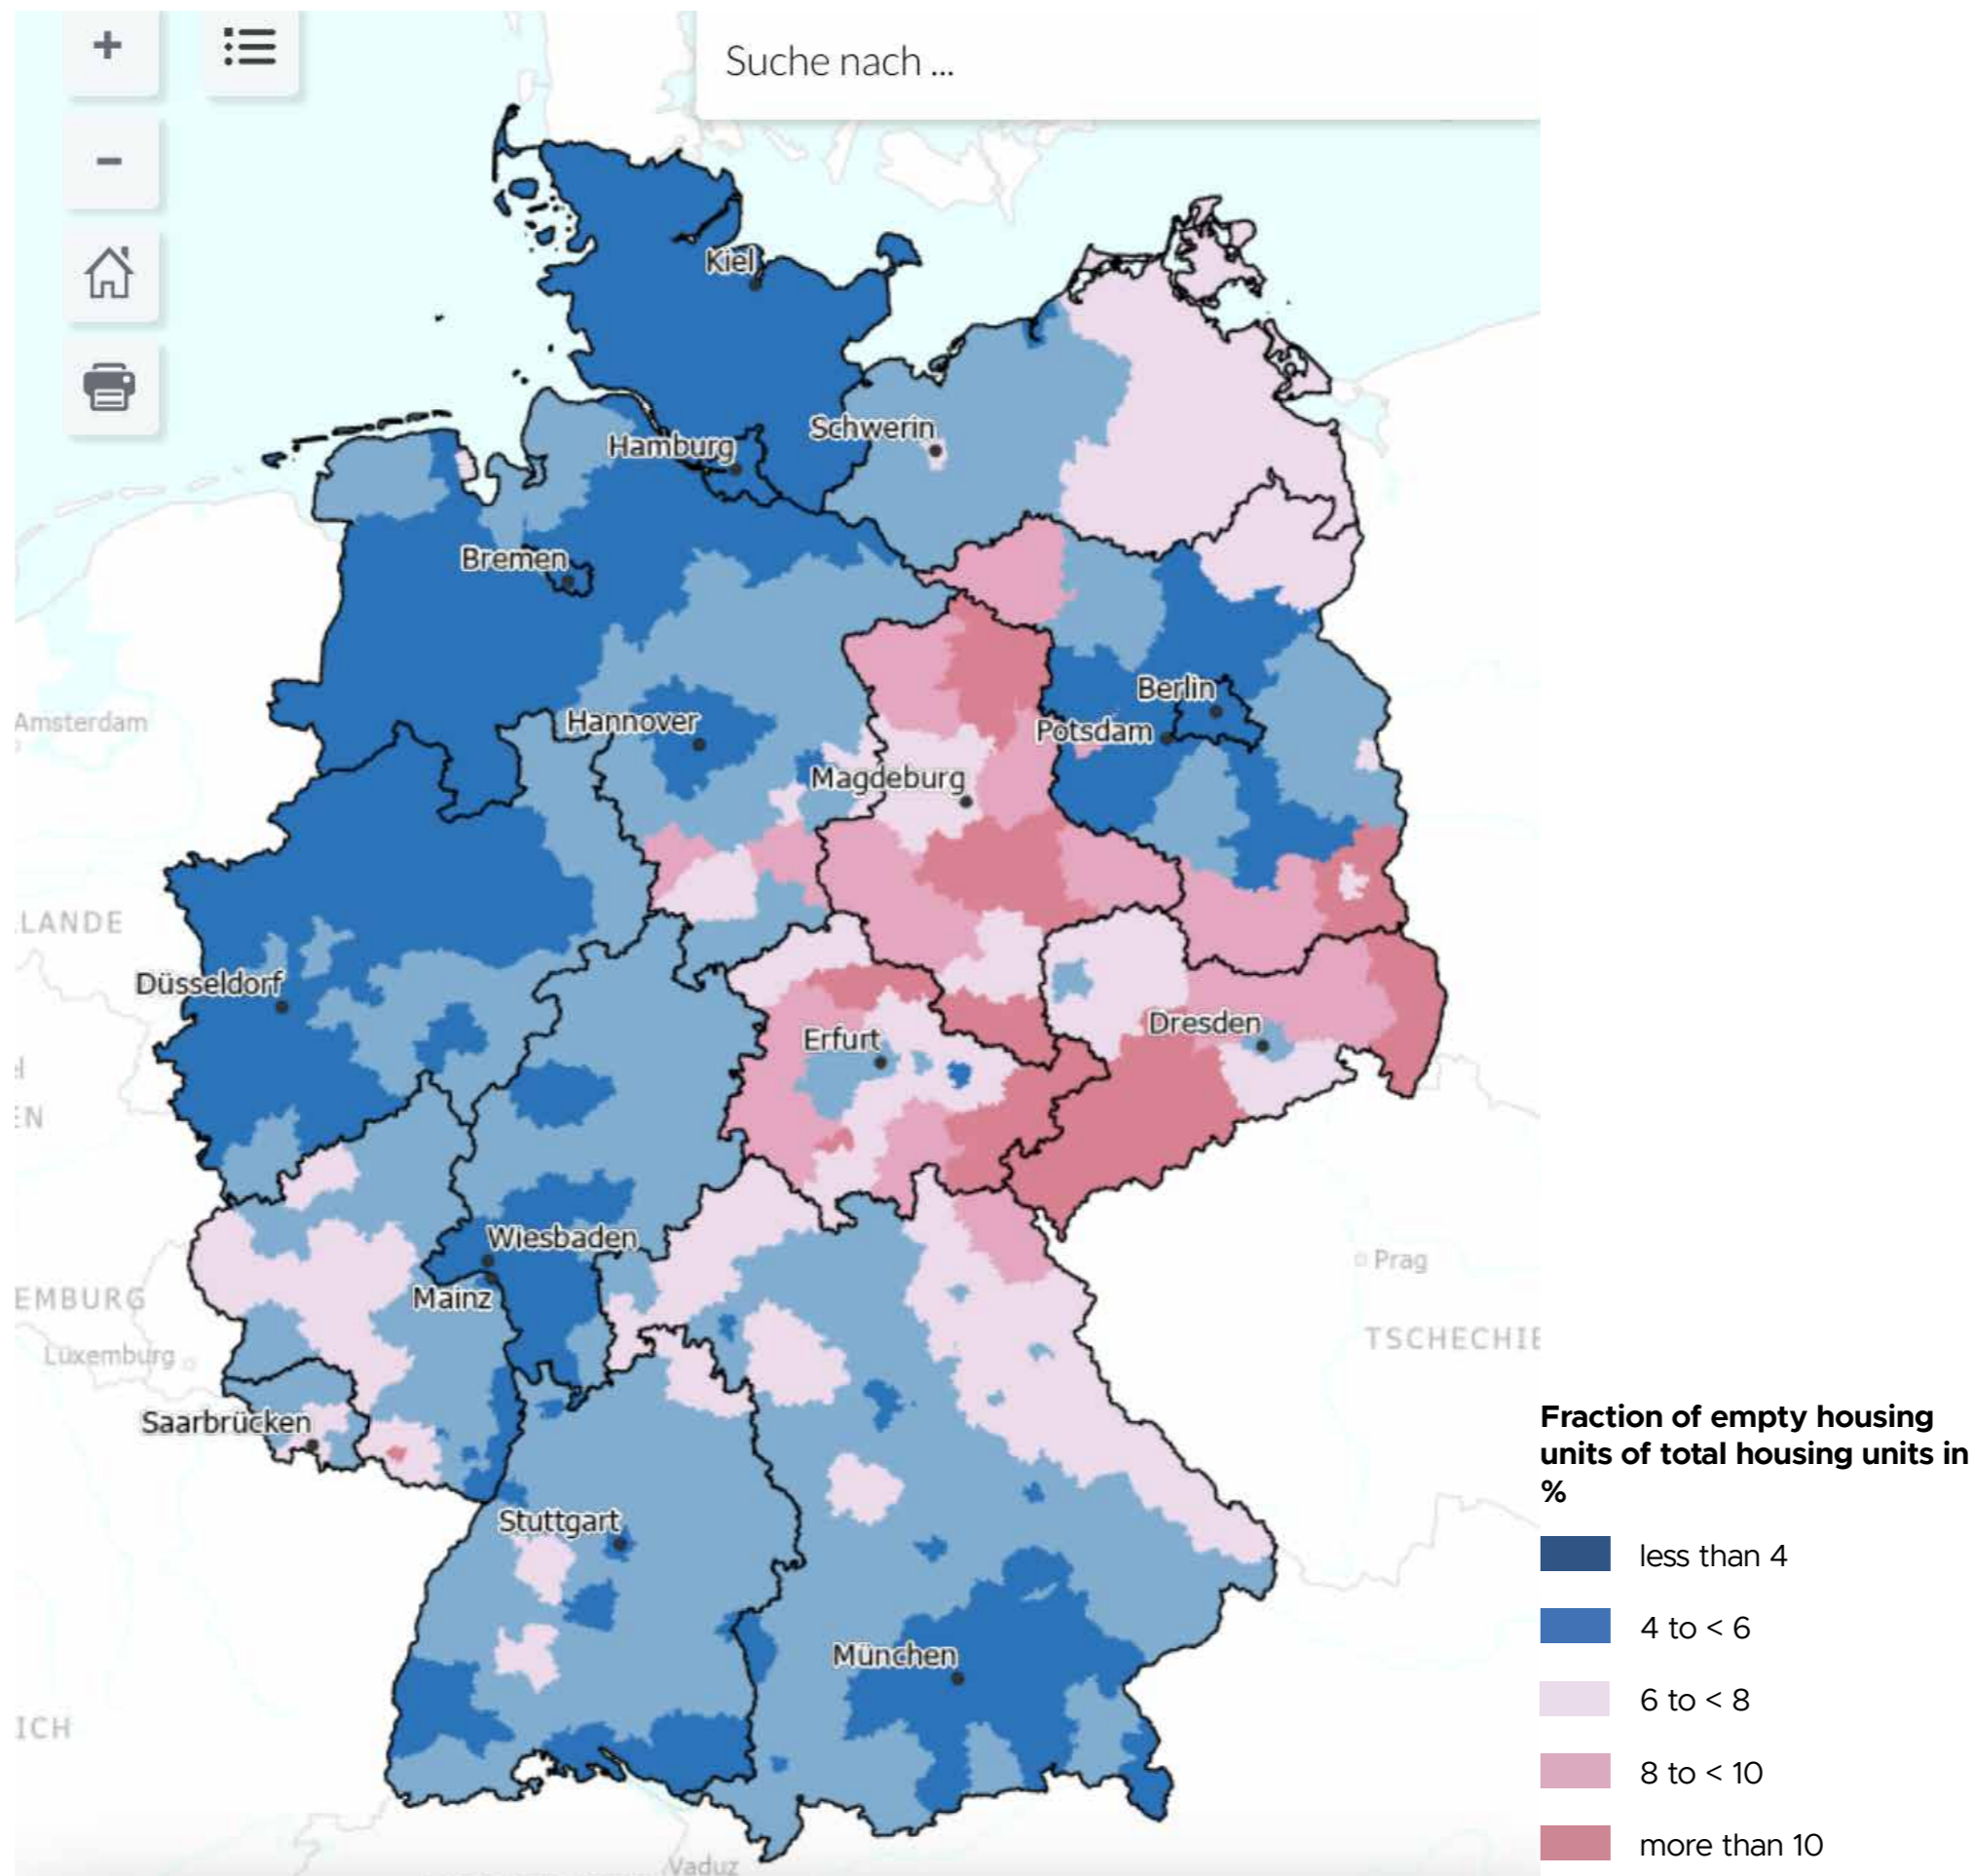 +
−
Suche nach ...
Kiel
Schwerin
Hamburg
Bremen
Berlin
Amsterdam
Hannover
Potsdam
Magdeburg
LANDE
Düsseldorf
Dresden
Erfurt
EN
Wiesbaden
Prag
EMBURG
Mainz
TSCHECHIE
Luxemburg
Saarbrücken
Stuttgart
München
ICH
Vaduz
Fraction of empty housing
units of total housing units in
%
less than 4
4 to < 6
6 to < 8
8 to < 10
more than 10